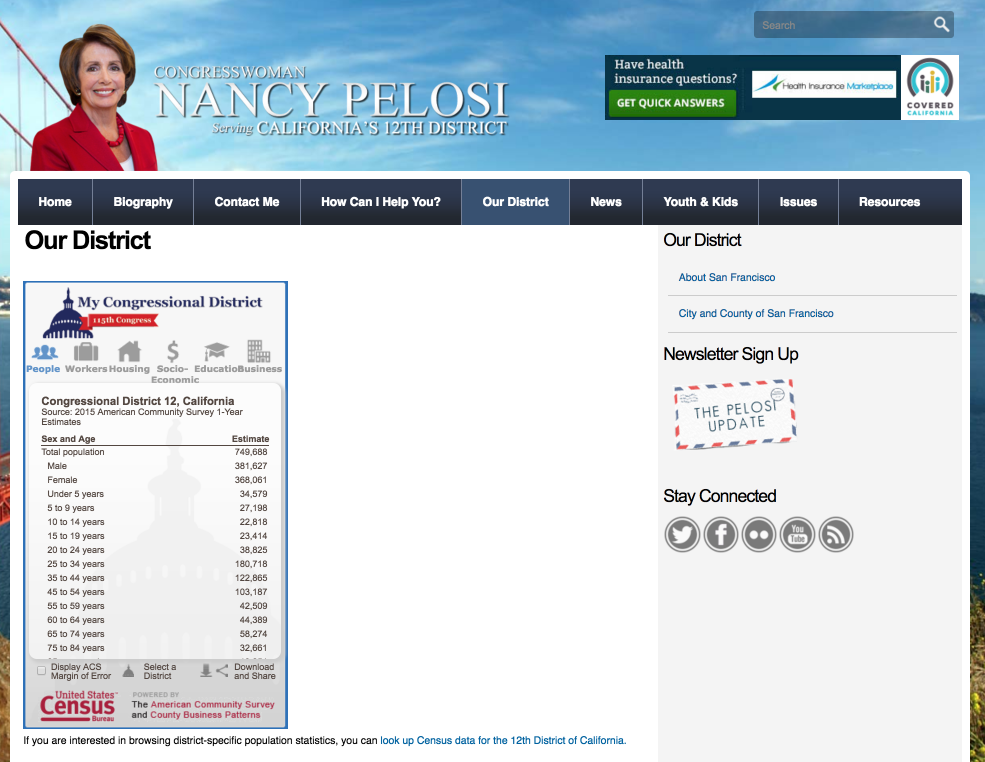 Search
CONGRESSWOMAN
NANCY PELOSI
Serving CALIFORNIA'S 12TH DISTRICT
Have health
insurance questions?
GET QUICK ANSWERS
Health Insurance Marketplace
COVERED
CALIFORNIA
Home Biography Contact Me How Can I Help You? Our District News Youth & Kids Issues Resources
Our District
My Congressional District
115th Congress
People Workers Housing Socio-Economic Education Business
Congressional District 12, California
Source: 2015 American Community Survey 1-Year
Estimates
Sex and Age Estimate
Total population 749,688
Male 381,627
Female 368,061
Under 5 years 34,579
5 to 9 years 27,198
10 to 14 years 22,818
15 to 19 years 23,414
20 to 24 years 38,825
25 to 34 years 180,718
35 to 44 years 122,865
45 to 54 years 103,187
55 to 59 years 42,509
60 to 64 years 44,389
65 to 74 years 58,274
75 to 84 years 32,661
Display ACS
Margin of Error
Select a
District
Download
and Share
United States™
Census
Bureau
POWERED BY
The American Community Survey
and County Business Patterns
If you are interested in browsing district-specific population statistics, you can look up Census data for the 12th District of California.
Our District
About San Francisco
City and County of San Francisco
Newsletter Sign Up
THE PELOSI
UPDATE
Stay Connected
You
Tube